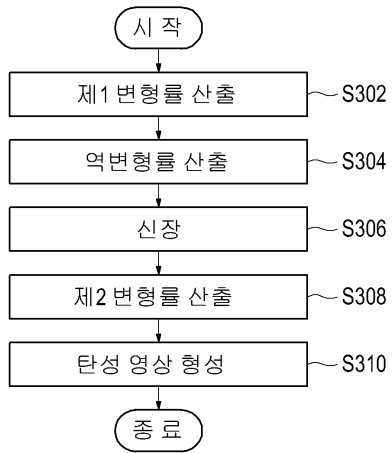 시 작
제1 변형률 산출 S302
역변형률 산출 S304
신장 S306
제2 변형률 산출 S308
탄성 영상 형성 S310
종 료